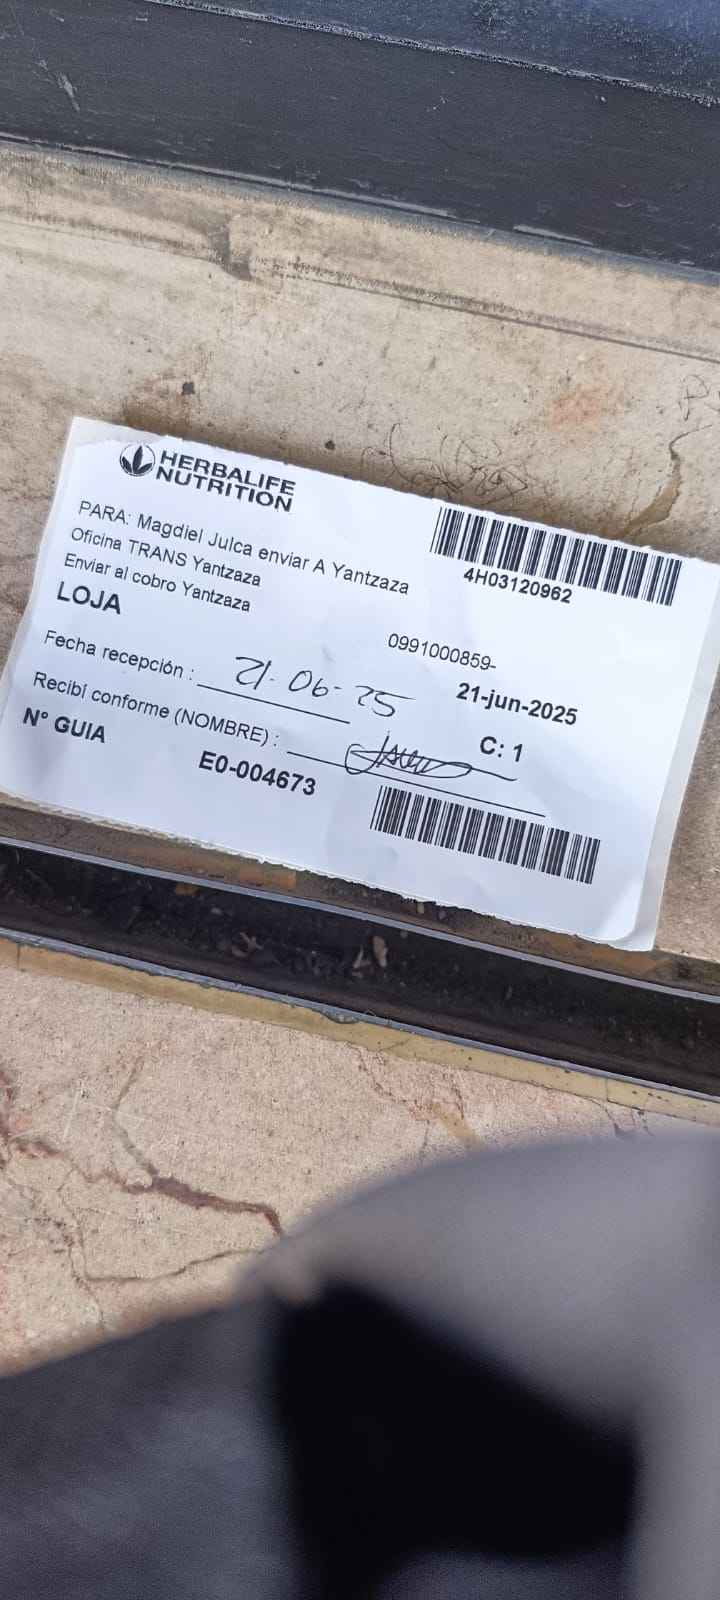 HERBALIFE
NUTRITION
PARA: Magdiel Julca enviar A Yantzaza
Oficina TRANS Yantzaza
Enviar al cobro Yantzaza
LOJA
4H03120962
0991000859-
21-jun-2025
Fecha recepción : 21-06-25
C: 1
Recibí conforme (NOMBRE) :
N° GUIA
E0-004673